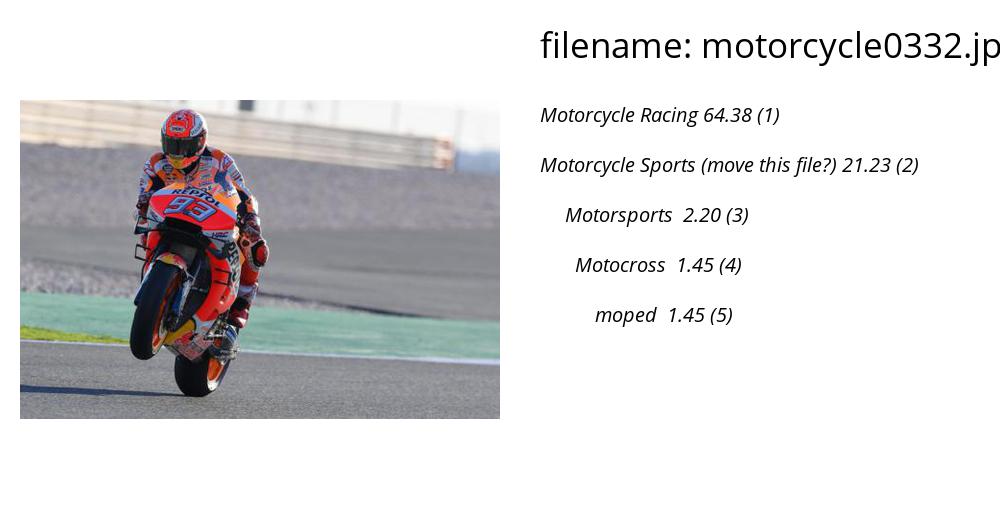 filename: motorcycle0332.jp
Motorcycle Racing 64.38 (1)
Motorcycle Sports (move this file?) 21.23 (2)
Motorsports 2.20 (3)
Motocross 1.45 (4)
moped 1.45 (5)
REPSOL
93